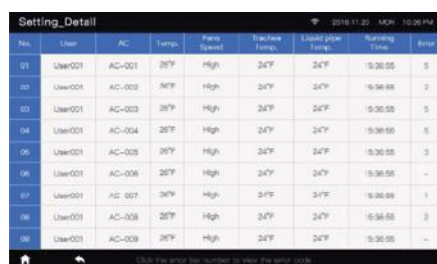 Setting_Detail 2016.11.20 MON 10:36 PM
No. User AC Temp. Fans Speed Trachea Temp. Liquid pipe Temp. Running Time Error
01 User001 AC-001 26°F High 24°F 24°F 15:36:55 5
02 User001 AC-002 26°F High 24°F 24°F 15:36:55 2
03 User001 AC-003 26°F High 24°F 24°F 15:36:55 5
04 User001 AC-004 26°F High 24°F 24°F 15:36:55 5
05 User001 AC-005 26°F High 24°F 24°F 15:36:55 3
06 User001 AC-006 26°F High 24°F 24°F 15:36:55 -
07 User001 AC-007 26°F High 24°F 24°F 15:36:55 1
08 User001 AC-008 26°F High 24°F 24°F 15:36:55 2
09 User001 AC-009 26°F High 24°F 24°F 15:36:55 -
Click the error bar number to view the error code